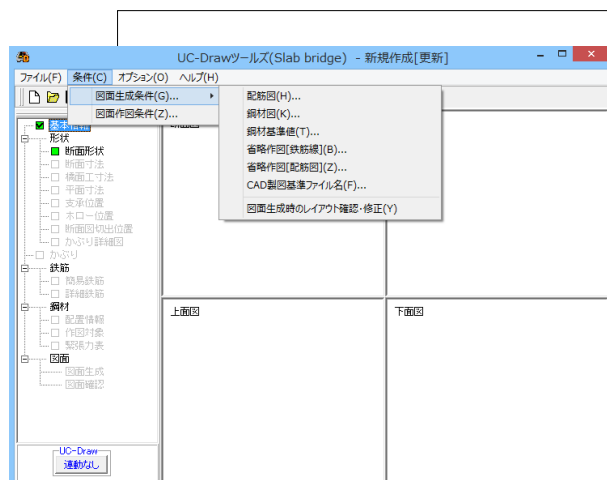 UC-Drawツールズ(Slab bridge) - 新規作成[更新]
ファイル(F) 条件(C) オプション(O) ヘルプ(H)
図面生成条件(G)...
図面作図条件(Z)...
配筋図(H)...
鋼材図(K)...
鋼材基準値(T)...
省略作図[鉄筋線](B)...
省略作図[配筋図](Z)...
CAD製図基準ファイル名(F)...
図面生成時のレイアウト確認・修正(Y)
基本情報
形状
断面形状
断面寸法
橋面工寸法
平面寸法
支承位置
ホロー位置
断面図切出位置
かぶり詳細図
かぶり
鉄筋
簡易鉄筋
詳細鉄筋
鋼材
配置情報
作図対象
緊張力表
図面
図面生成
図面確認
上面図
下面図
UC-Draw
連動なし